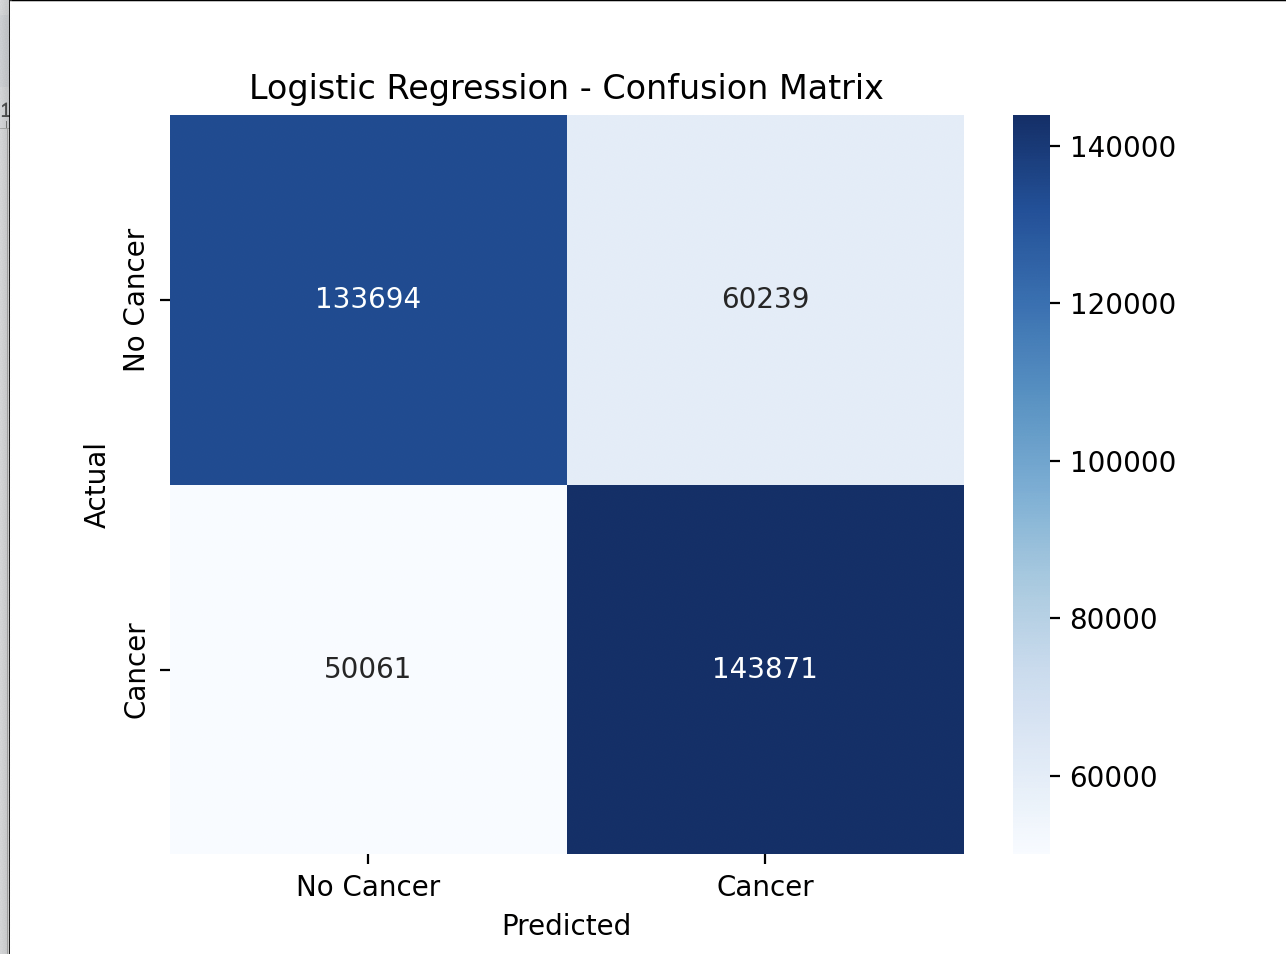 Logistic Regression - Confusion Matrix
1
No Cancer
133694
60239
Actual
Cancer
50061
143871
No Cancer
Cancer
Predicted
140000
120000
100000
80000
60000